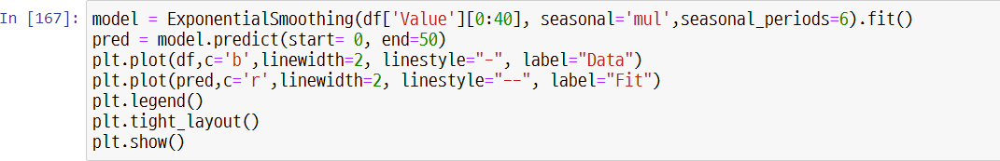 In [167]: model = ExponentialSmoothing(df['Value'][0:40], seasonal='mul',seasonal_periods=6).fit()
pred = model.predict(start= 0, end=50)
plt.plot(df,c='b',linewidth=2, linestyle="-", label="Data")
plt.plot(pred,c='r',linewidth=2, linestyle="--", label="Fit")
plt.legend()
plt.tight_layout()
plt.show()